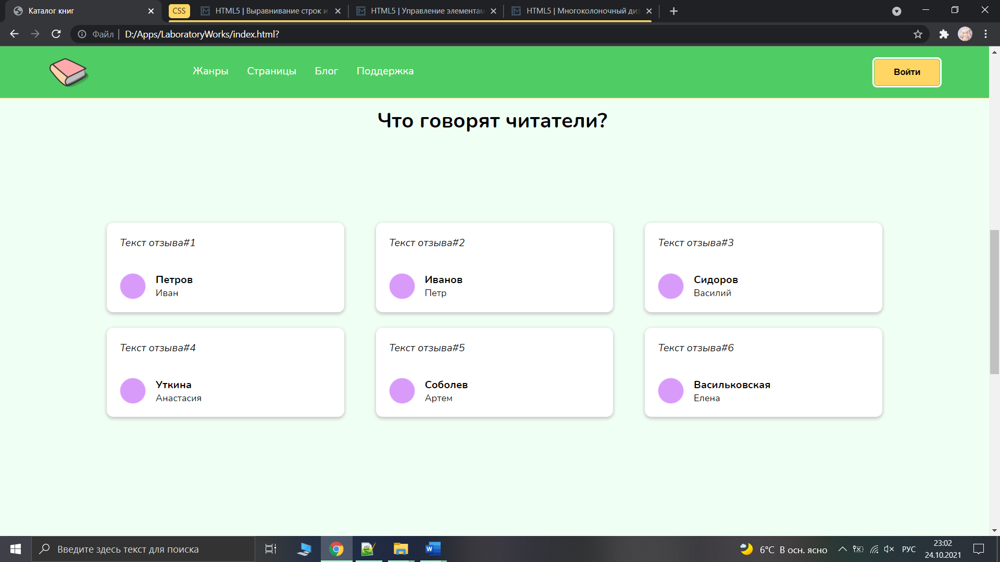 Каталог книг
CSS
HTML5 | Выравнивание строк и
HTML5 | Управление элементам
HTML5 | Многоколоночный диз
Файл
D:/Apps/LaboratoryWorks/index.html?
Жанры
Страницы
Блог
Поддержка
Войти
Что говорят читатели?
Текст отзыва#1
Петров
Иван
Текст отзыва#2
Иванов
Петр
Текст отзыва#3
Сидоров
Василий
Текст отзыва#4
Уткина
Анастасия
Текст отзыва#5
Соболев
Артем
Текст отзыва#6
Васильковская
Елена
Введите здесь текст для поиска
6°C В осн. ясно
РУС
23:02
24.10.2021